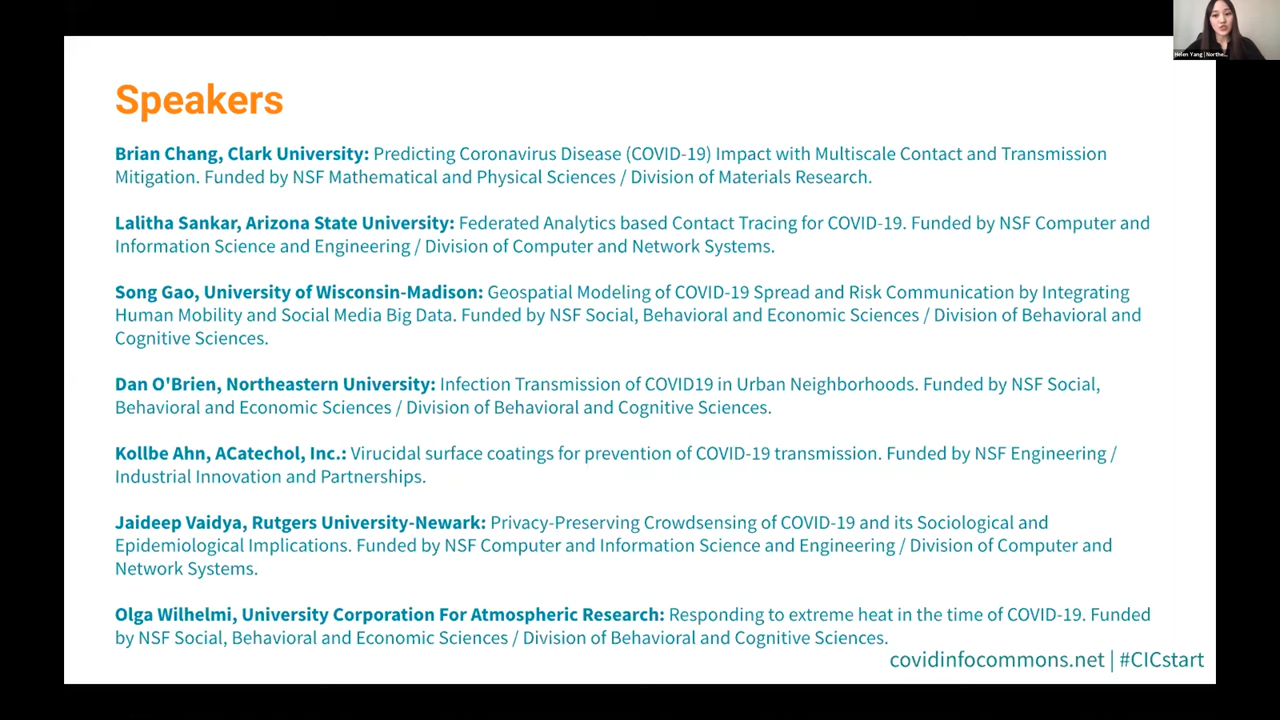 Helen Yang | Northe...
Speakers
Brian Chang, Clark University: Predicting Coronavirus Disease (COVID-19) Impact with Multiscale Contact and Transmission
Mitigation. Funded by NSF Mathematical and Physical Sciences / Division of Materials Research.
Lalitha Sankar, Arizona State University: Federated Analytics based Contact Tracing for COVID-19. Funded by NSF Computer and
Information Science and Engineering / Division of Computer and Network Systems.
Song Gao, University of Wisconsin-Madison: Geospatial Modeling of COVID-19 Spread and Risk Communication by Integrating
Human Mobility and Social Media Big Data. Funded by NSF Social, Behavioral and Economic Sciences / Division of Behavioral and
Cognitive Sciences.
Dan O'Brien, Northeastern University: Infection Transmission of COVID19 in Urban Neighborhoods. Funded by NSF Social,
Behavioral and Economic Sciences / Division of Behavioral and Cognitive Sciences.
Kollbe Ahn, ACatechol, Inc.: Virucidal surface coatings for prevention of COVID-19 transmission. Funded by NSF Engineering /
Industrial Innovation and Partnerships.
Jaideep Vaidya, Rutgers University-Newark: Privacy-Preserving Crowdsensing of COVID-19 and its Sociological and
Epidemiological Implications. Funded by NSF Computer and Information Science and Engineering / Division of Computer and
Network Systems.
Olga Wilhelmi, University Corporation For Atmospheric Research: Responding to extreme heat in the time of COVID-19. Funded
by NSF Social, Behavioral and Economic Sciences / Division of Behavioral and Cognitive Sciences.
covidinfocommons.net | #CICstart